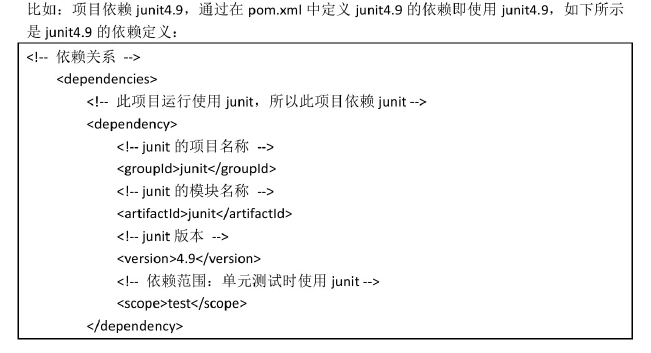 比如：项目依赖 junit4.9，通过在 pom.xml 中定义 junit4.9 的依赖即使用 junit4.9，如下所示
是 junit4.9 的依赖定义：
<!-- 依赖关系 -->
<dependencies>
<!-- 此项目运行使用 junit，所以此项目依赖 junit -->
<dependency>
<!-- junit 的项目名称 -->
<groupId>junit</groupId>
<!-- junit 的模块名称 -->
<artifactId>junit</artifactId>
<!-- junit 版本 -->
<version>4.9</version>
<!-- 依赖范围：单元测试时使用 junit -->
<scope>test</scope>
</dependency>